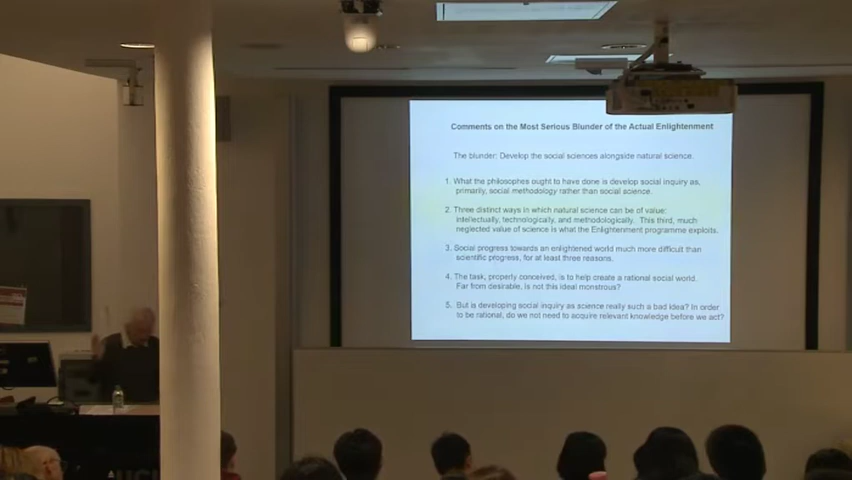 Comments on the Most Serious Blunder of the Actual Enlightenment
The blunder: Develop the social sciences alongside natural science.
1. What the philosophes ought to have done is develop social inquiry as,
primarily, social methodology rather than social science.
2. Three distinct ways in which natural science can be of value:
intellectually, technologically, and methodologically. This third, much
neglected value of science is what the Enlightenment programme exploits.
3. Social progress towards an enlightened world much more difficult than
scientific progress, for at least three reasons.
4. The task, properly conceived, is to help create a rational social world.
Far from desirable, is not this ideal monstrous?
5. But is developing social inquiry as science really such a bad idea? In order
to be rational, do we not need to acquire relevant knowledge before we act?